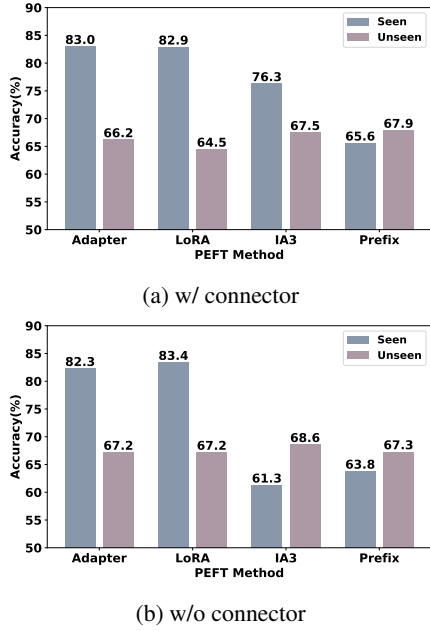 90
85
80
75
70
65
60
55
50
Accuracy(%)
Seen
Unseen
83.0
66.2
82.9
64.5
76.3
67.5
65.6
67.9
Adapter LoRA IA3 Prefix
PEFT Method
(a) w/ connector
90
85
80
75
70
65
60
55
50
Accuracy(%)
Seen
Unseen
82.3
67.2
83.4
67.2
61.3
68.6
63.8
67.3
Adapter LoRA IA3 Prefix
PEFT Method
(b) w/o connector